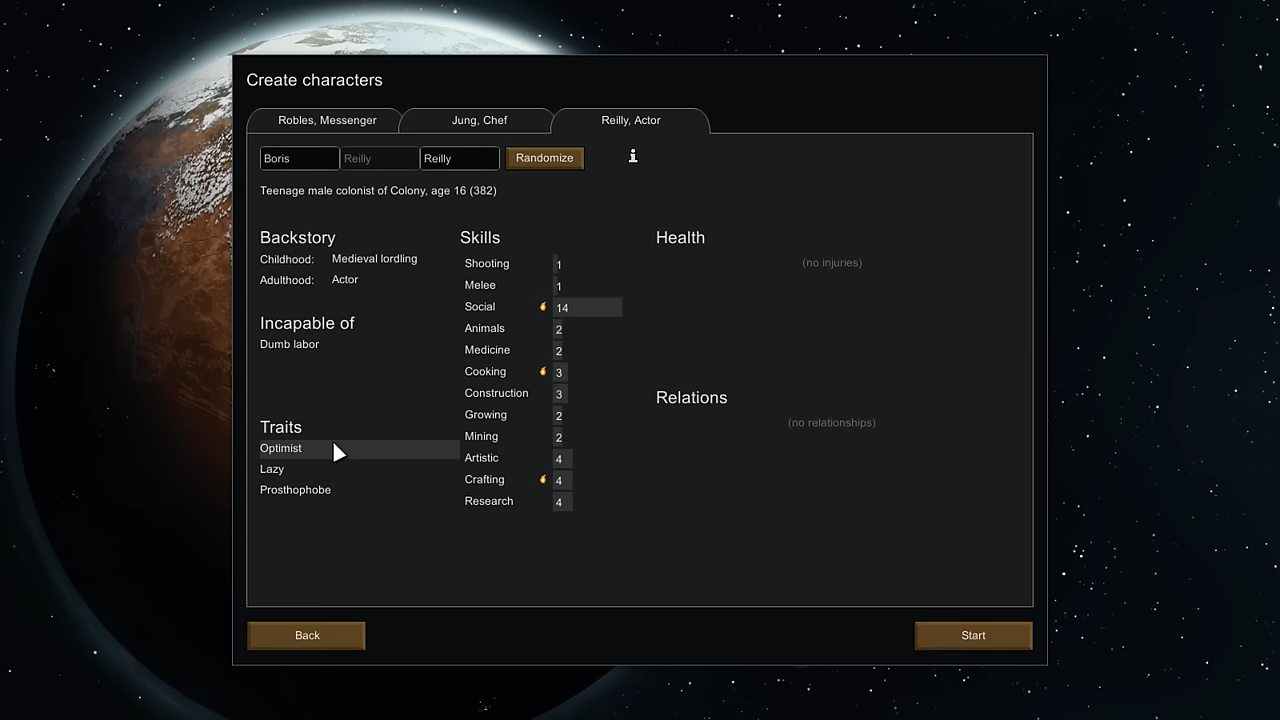 Create characters
Robles, Messenger
Jung, Chef
Reilly, Actor
Boris
Reilly
Reilly
Randomize
Teenage male colonist of Colony, age 16 (382)
Backstory
Childhood: Medieval lordling
Adulthood: Actor
Incapable of
Dumb labor
Traits
Optimist
Lazy
Prosthophobe
Skills
Shooting 1
Melee 1
Social 14
Animals 2
Medicine 2
Cooking 3
Construction 3
Growing 2
Mining 2
Artistic 4
Crafting 4
Research 4
Health
(no injuries)
Relations
(no relationships)
Back
Start